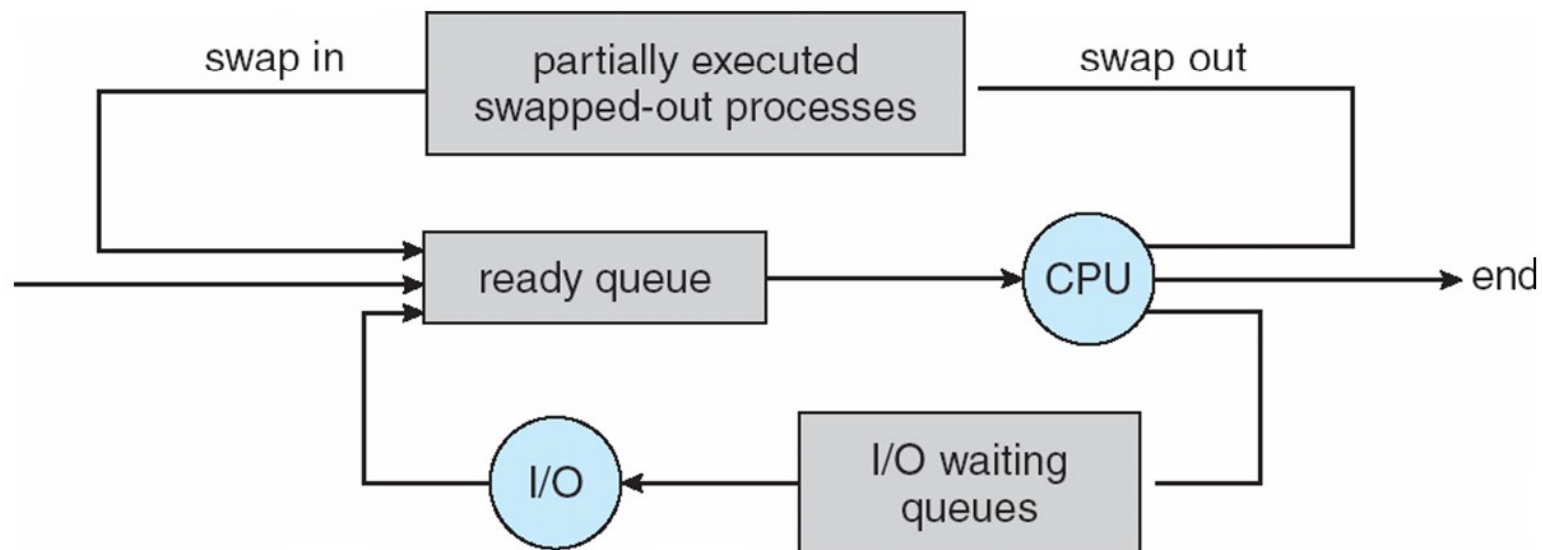 swap in
partially executed
swapped-out processes
swap out
ready queue
CPU
end
I/O
I/O waiting
queues